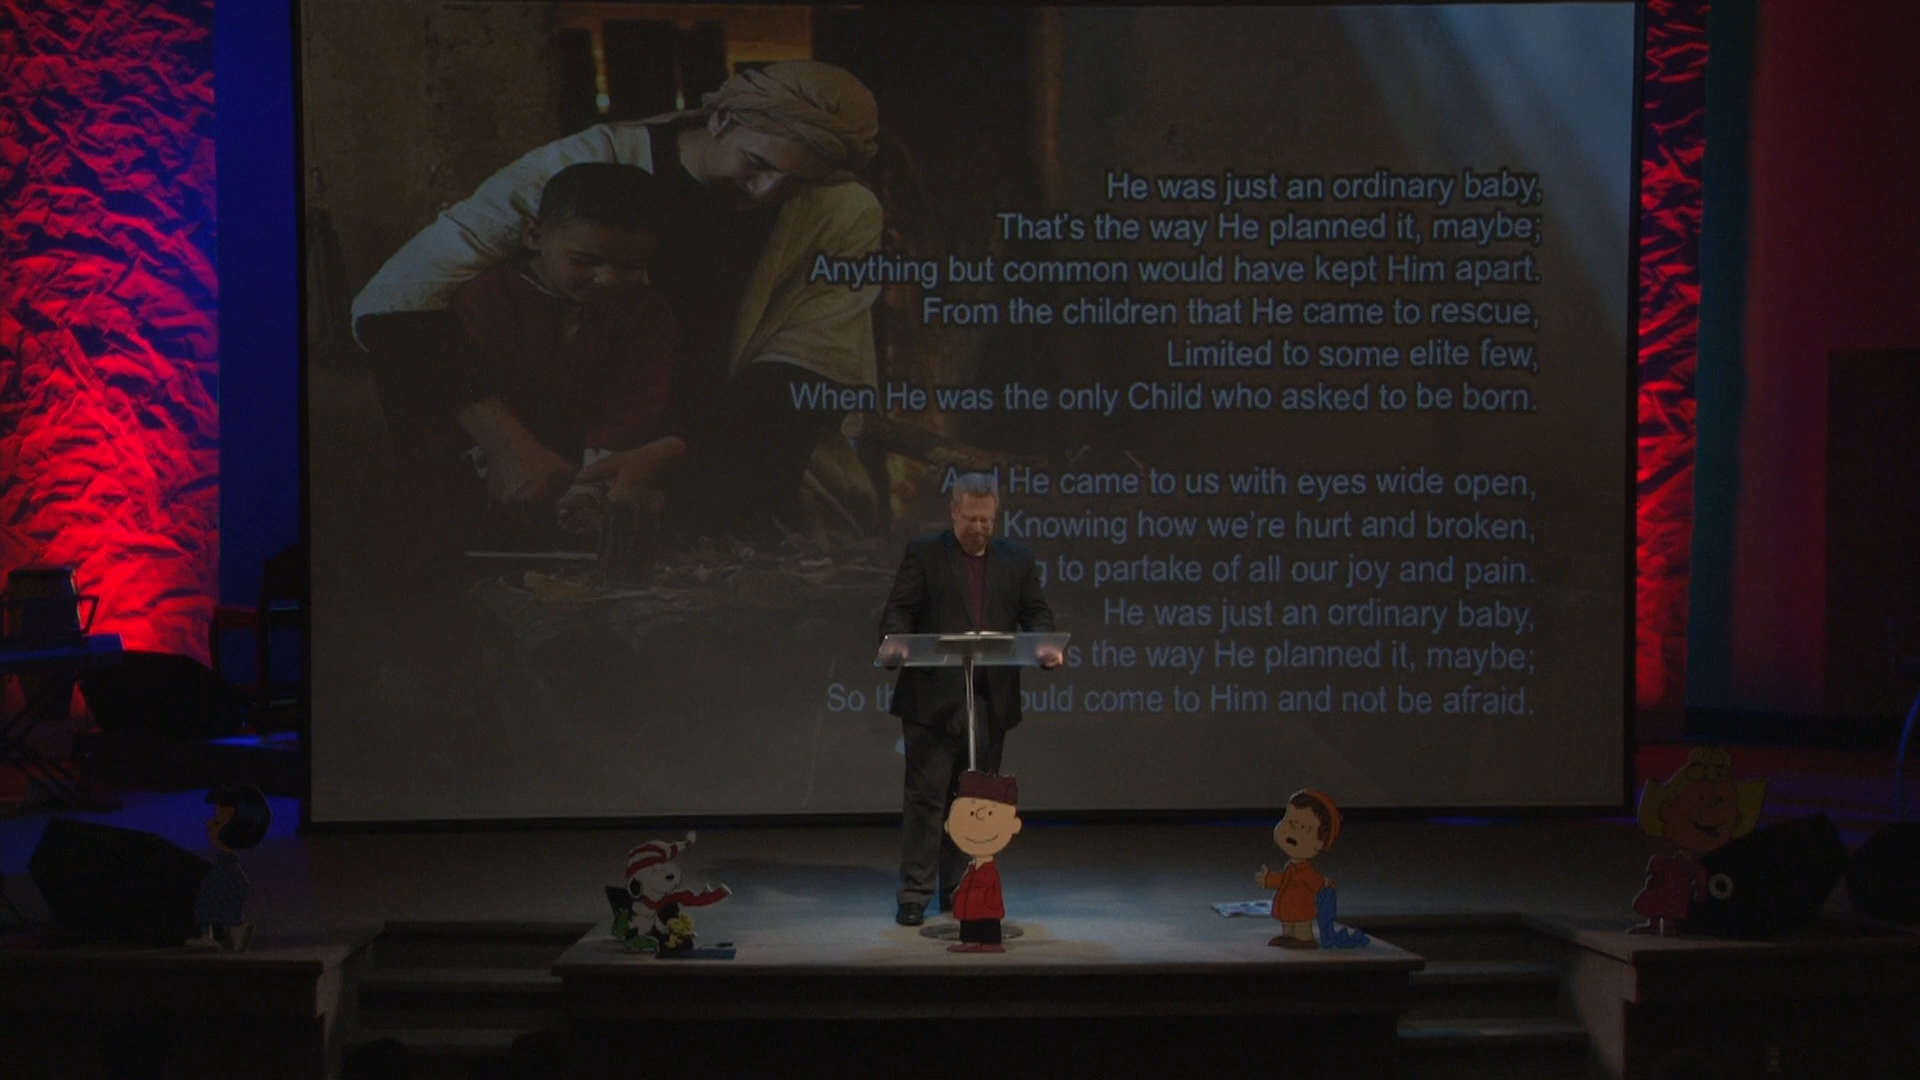 He was just an ordinary baby,
That's the way He planned it, maybe;
Anything but common would have kept Him apart.
From the children that He came to rescue,
Limited to some elite few,
When He was the only Child who asked to be born.
And He came to us with eyes wide open,
Knowing how we're hurt and broken,
to partake of all our joy and pain.
He was just an ordinary baby,
the way He planned it, maybe;
So come to Him and not be afraid.